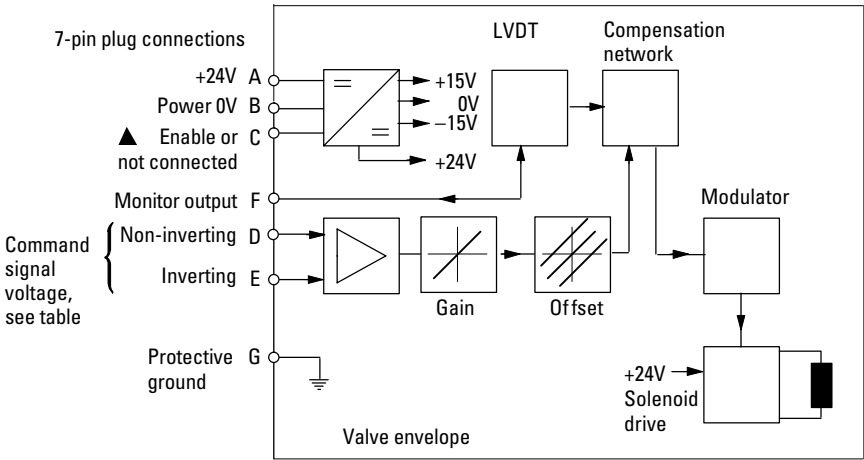 7-pin plug connections
LVDT
Compensation
network
+24V A
Power 0V B
▲ Enable or C
not connected
+15V
0V
–15V
+24V
Monitor output F
Modulator
Command
signal
voltage,
see table
Non-inverting D
Inverting E
Gain
Offset
Protective G
ground
+24V
Solenoid
drive
Valve envelope